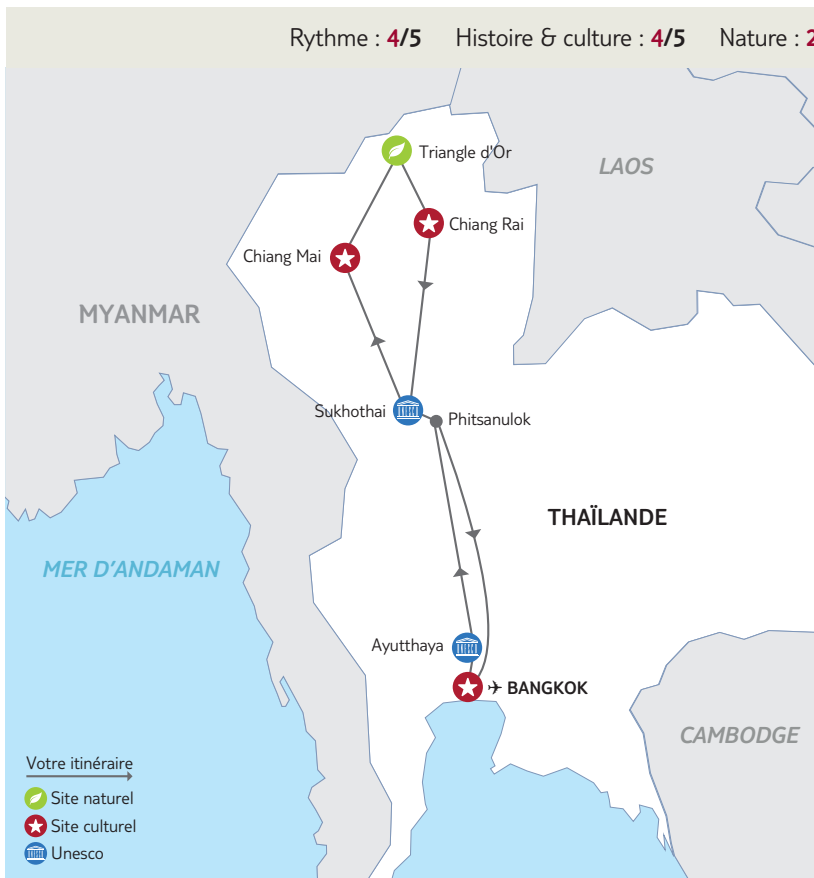 Rythme : 4/5 Histoire & culture : 4/5 Nature : 2
Triangle d'Or
LAOS
Chiang Rai
Chiang Mai
MYANMAR
Sukhothai
Phitsanulok
THAÏLANDE
MER D'ANDAMAN
Ayutthaya
BANGKOK
CAMBODGE
Votre itinéraire
Site naturel
Site culturel
Unesco